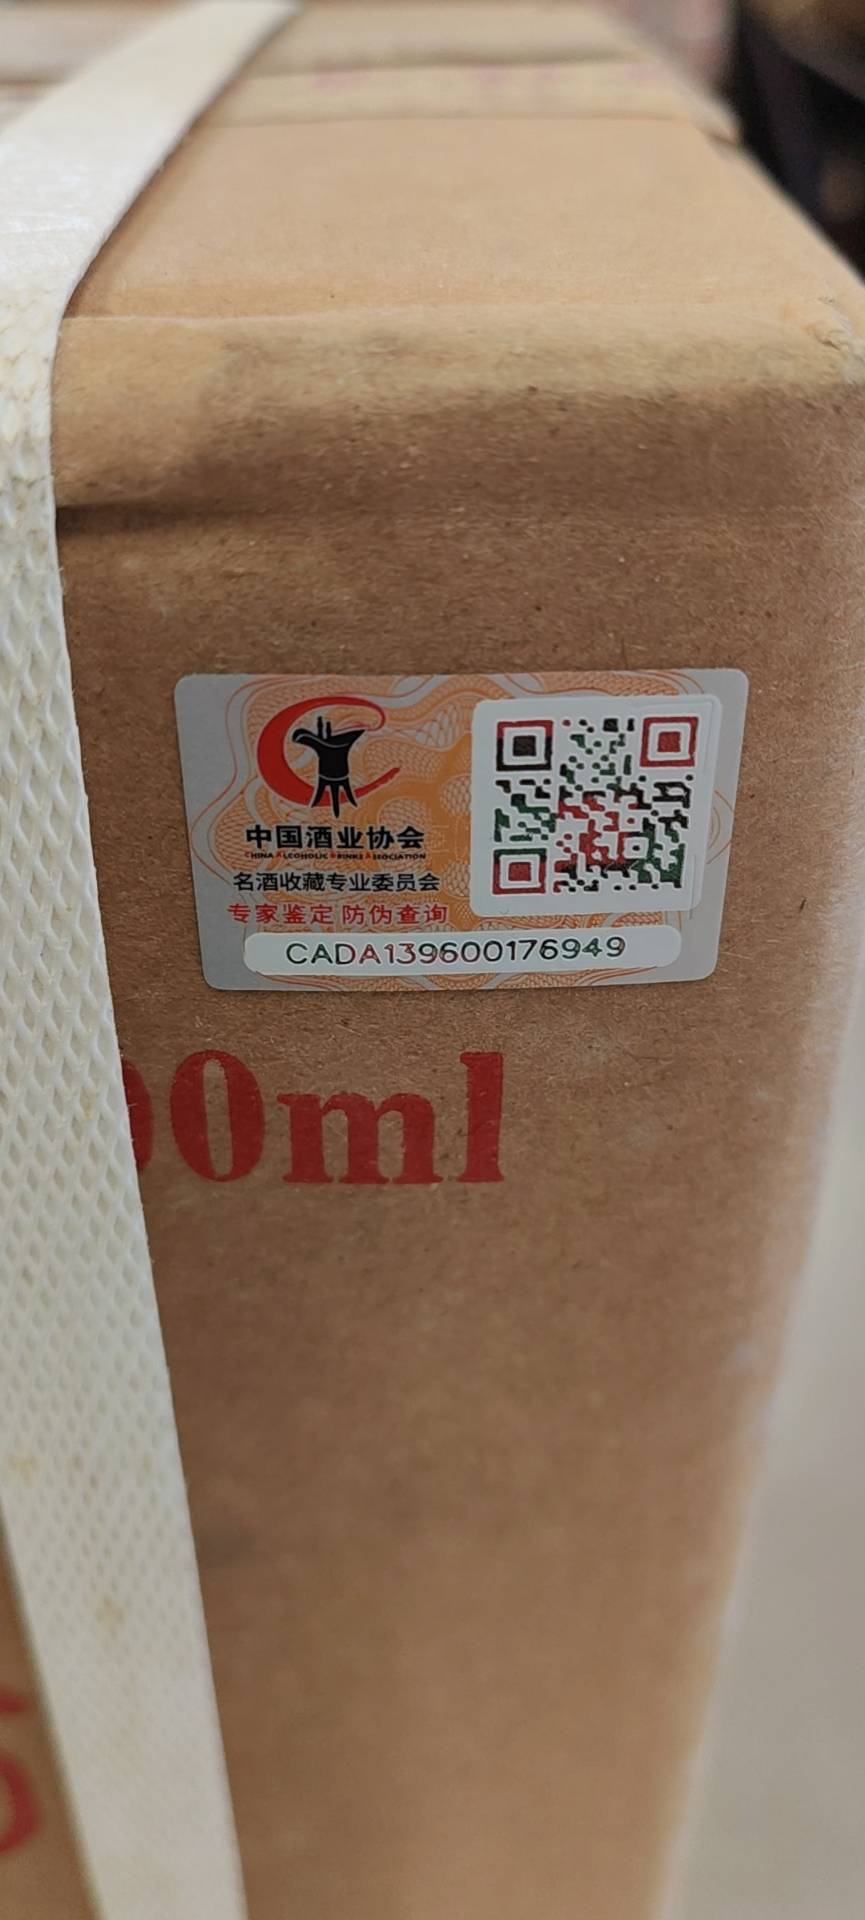 中国酒业协会
CHINA ALCOHOLIC DRINKS ASSOCIATION
名酒收藏专业委员会
专家鉴定 防伪查询
CADA139600176949
00ml